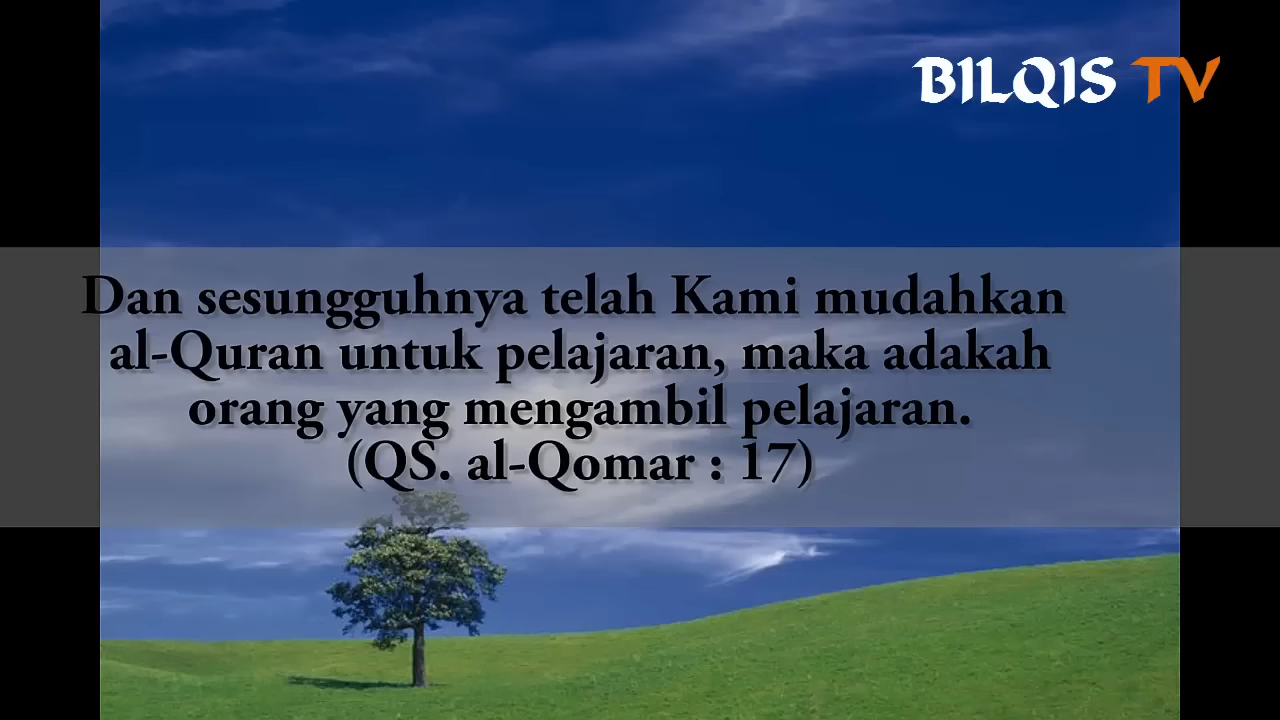 BILQIS TV
Dan sesungguhnya telah Kami mudahkan
al-Quran untuk pelajaran, maka adakah
orang yang mengambil pelajaran.
(QS. al-Qomar : 17)